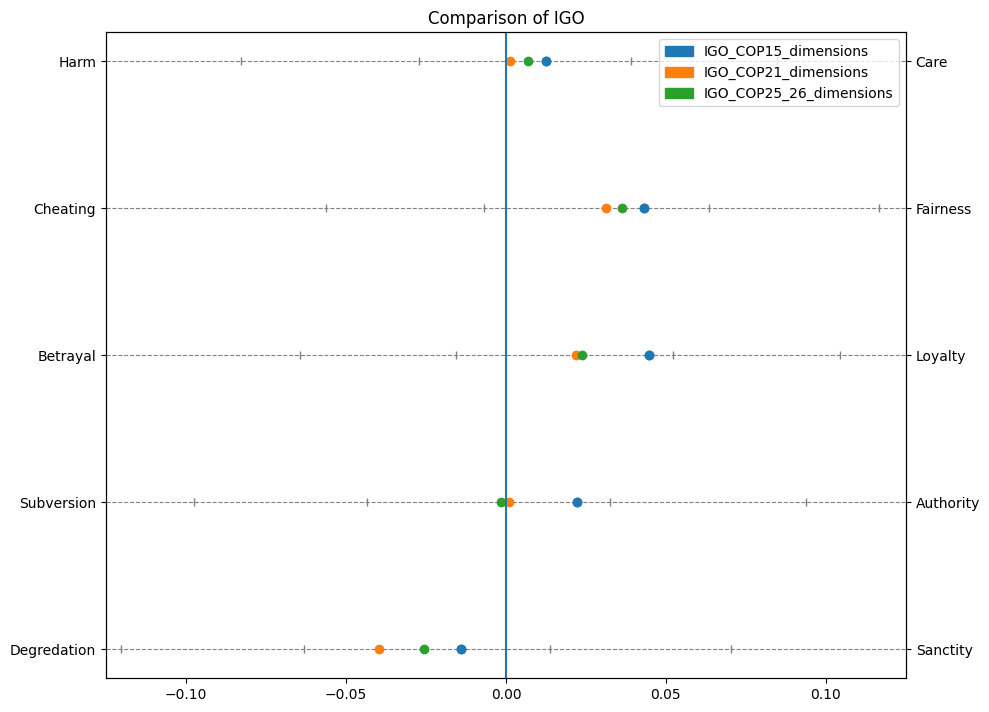 Comparison of IGO
IGO_COP15_dimensions
IGO_COP21_dimensions
IGO_COP25_26_dimensions
Harm
Care
Cheating
Fairness
Betrayal
Loyalty
Subversion
Authority
Degredation
Sanctity
−0.10
−0.05
0.00
0.05
0.10